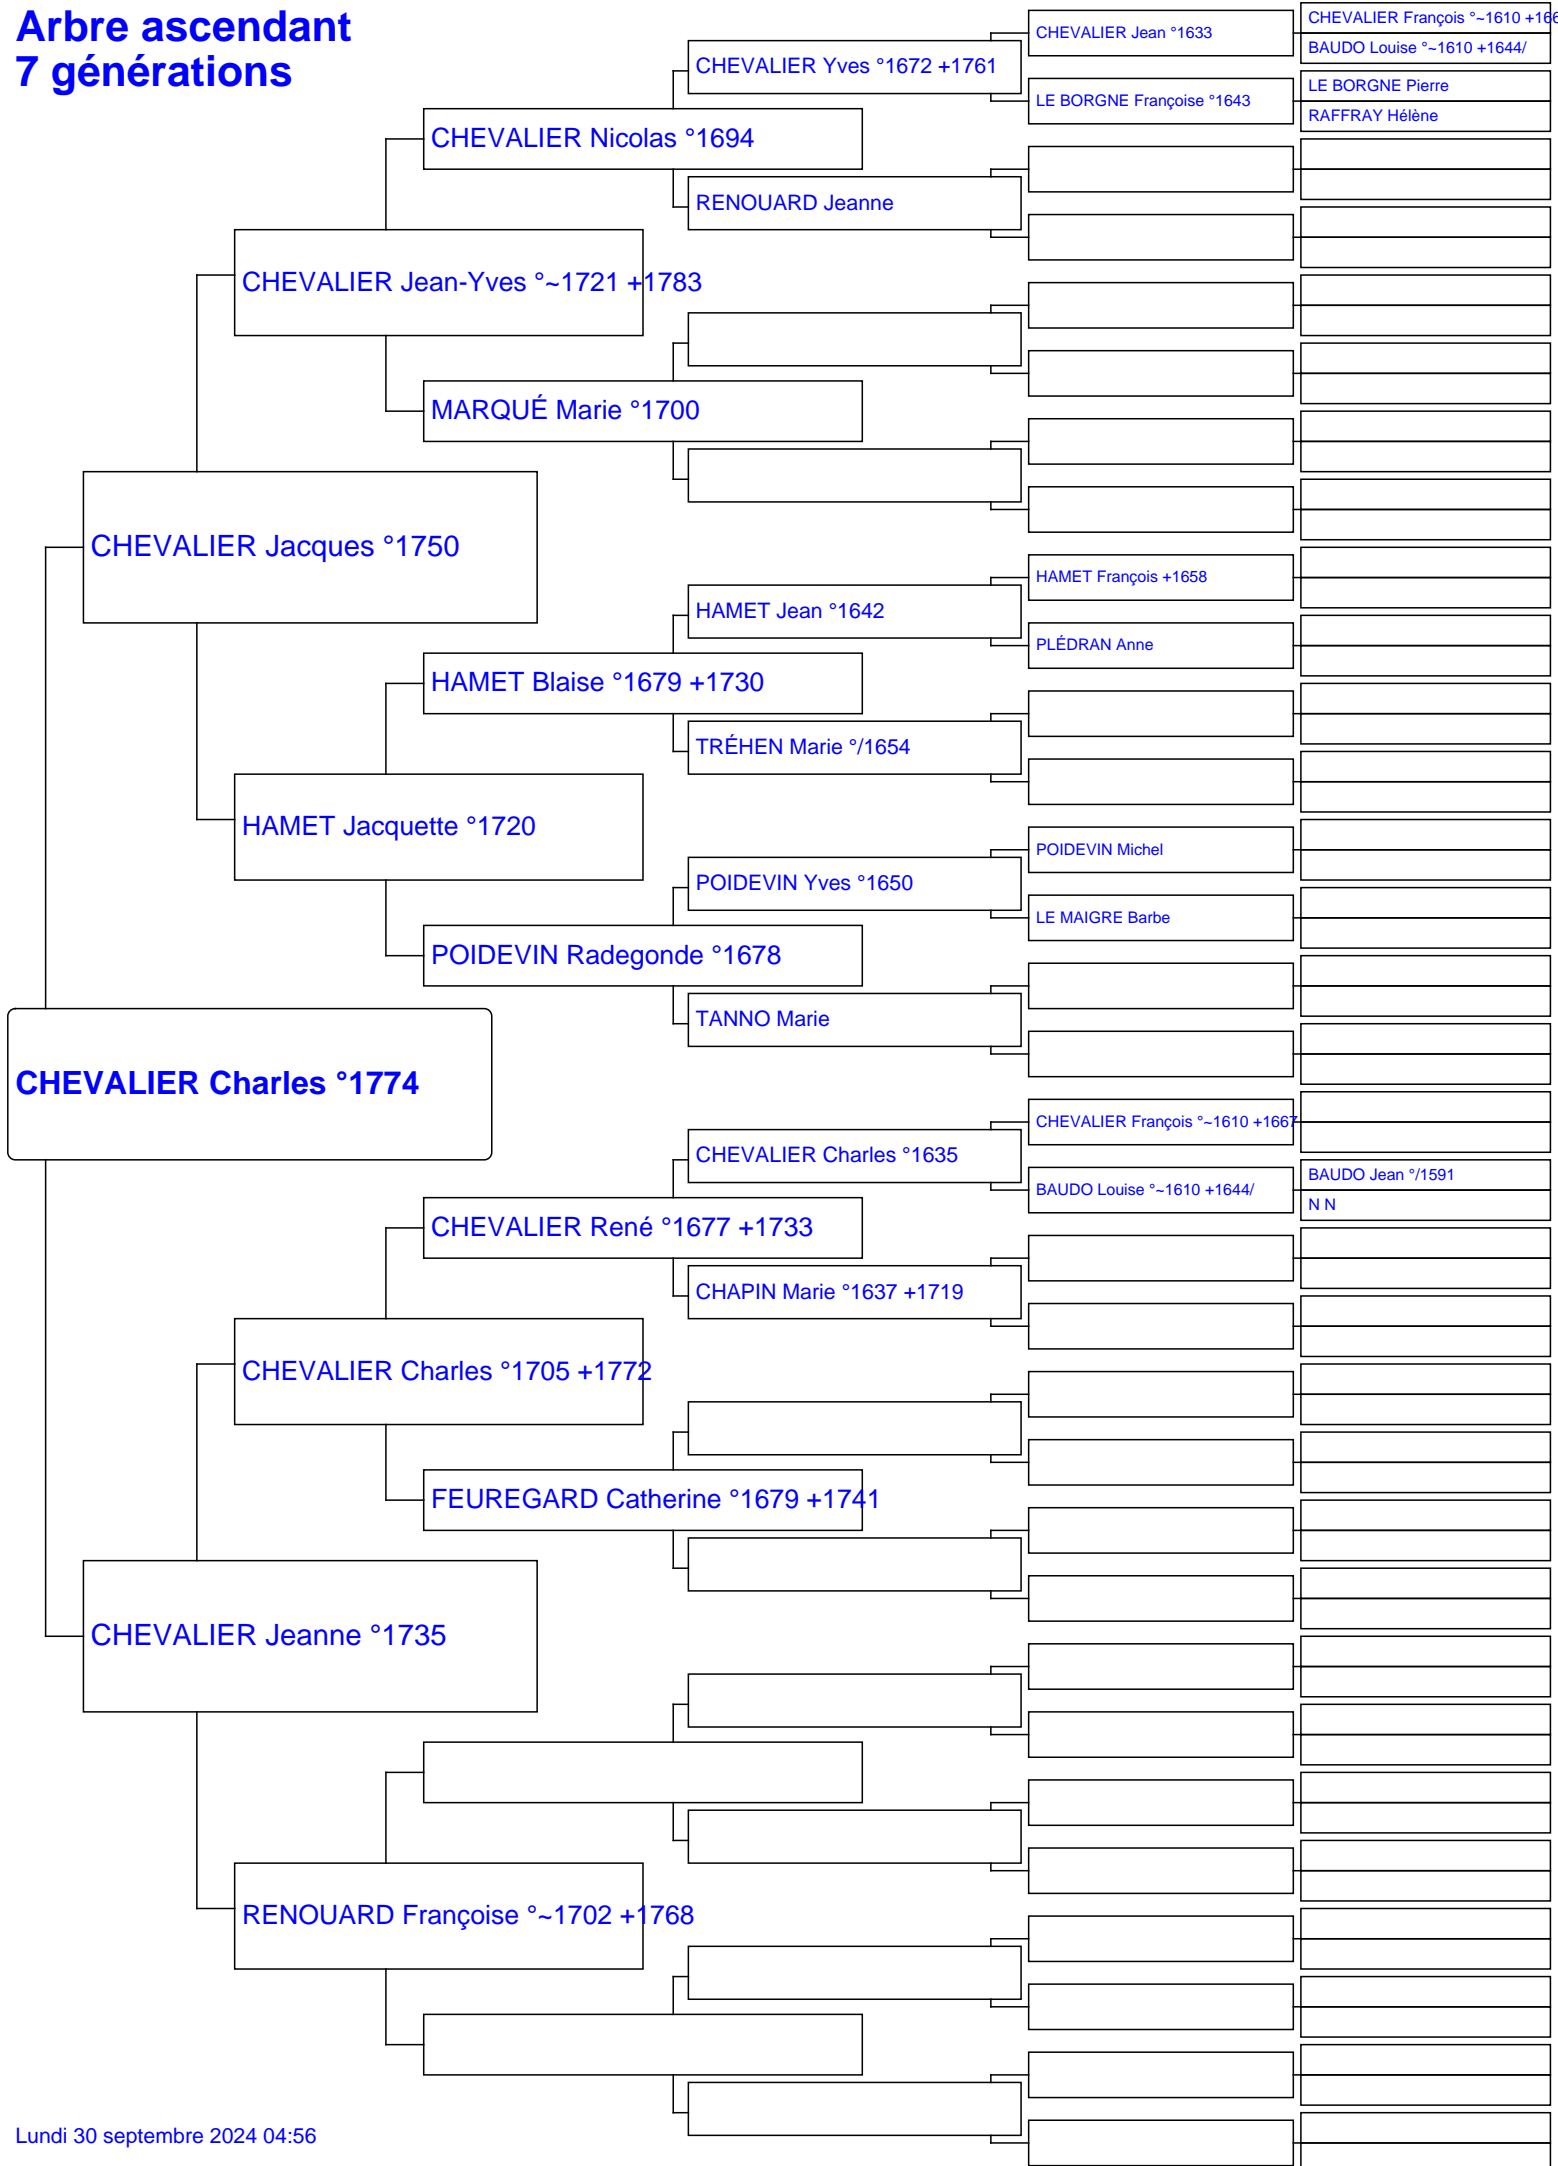 Arbre ascendant
7 générations
CHEVALIER Jean °1633
CHEVALIER François °~1610 +166
BAUDO Louise °~1610 +1644/
CHEVALIER Yves °1672 +1761
LE BORGNE Françoise °1643
LE BORGNE Pierre
RAFFRAY Hélène
CHEVALIER Nicolas °1694
RENOUARD Jeanne
CHEVALIER Jean-Yves °~1721 +1783
MARQUÉ Marie °1700
CHEVALIER Jacques °1750
HAMET François +1658
HAMET Jean °1642
PLÉDRAN Anne
HAMET Blaise °1679 +1730
TRÉHEN Marie °/1654
HAMET Jacquette °1720
POIDEVIN Michel
POIDEVIN Yves °1650
LE MAIGRE Barbe
POIDEVIN Radegonde °1678
TANNO Marie
CHEVALIER Charles °1774
CHEVALIER François °~1610 +1667
CHEVALIER Charles °1635
BAUDO Louise °~1610 +1644/
BAUDO Jean °/1591
N N
CHEVALIER René °1677 +1733
CHAPIN Marie °1637 +1719
CHEVALIER Charles °1705 +1772
FEUREGARD Catherine °1679 +1741
CHEVALIER Jeanne °1735
RENOUARD Françoise °~1702 +1768
Lundi 30 septembre 2024 04:56